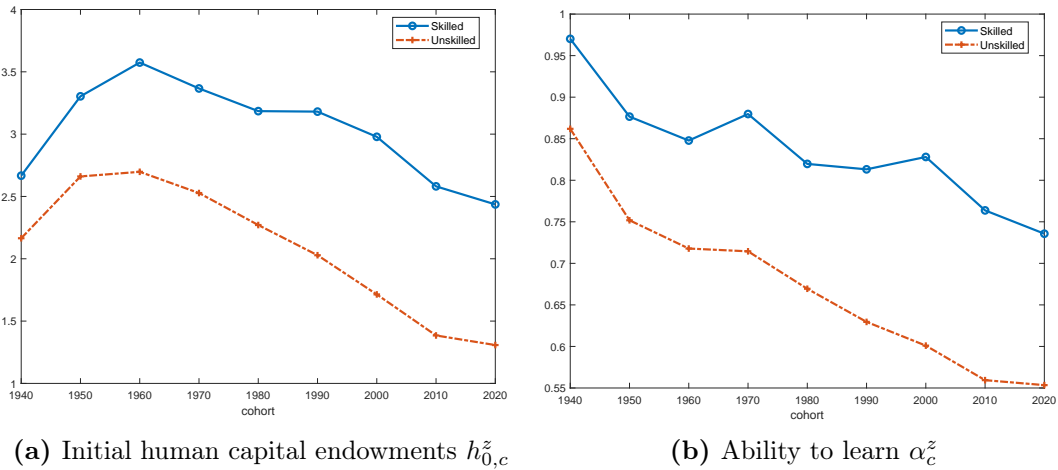 4
3.5
3
2.5
2
1.5
1
1940 1950 1960 1970 1980 1990 2000 2010 2020
cohort
Skilled
Unskilled
(a) Initial human capital endowments h^z_{0,c}
1
0.95
0.9
0.85
0.8
0.75
0.7
0.65
0.6
0.55
1940 1950 1960 1970 1980 1990 2000 2010 2020
cohort
Skilled
Unskilled
(b) Ability to learn α^z_c